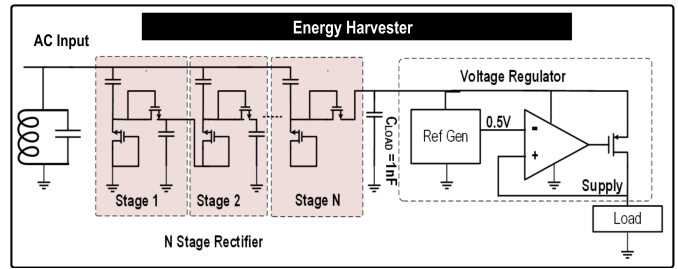 Energy Harvester
AC Input
Voltage Regulator
Ref Gen
0.5V
-
+
CLOAD =1nF
Supply
Load
Stage 1
Stage 2
Stage N
N Stage Rectifier